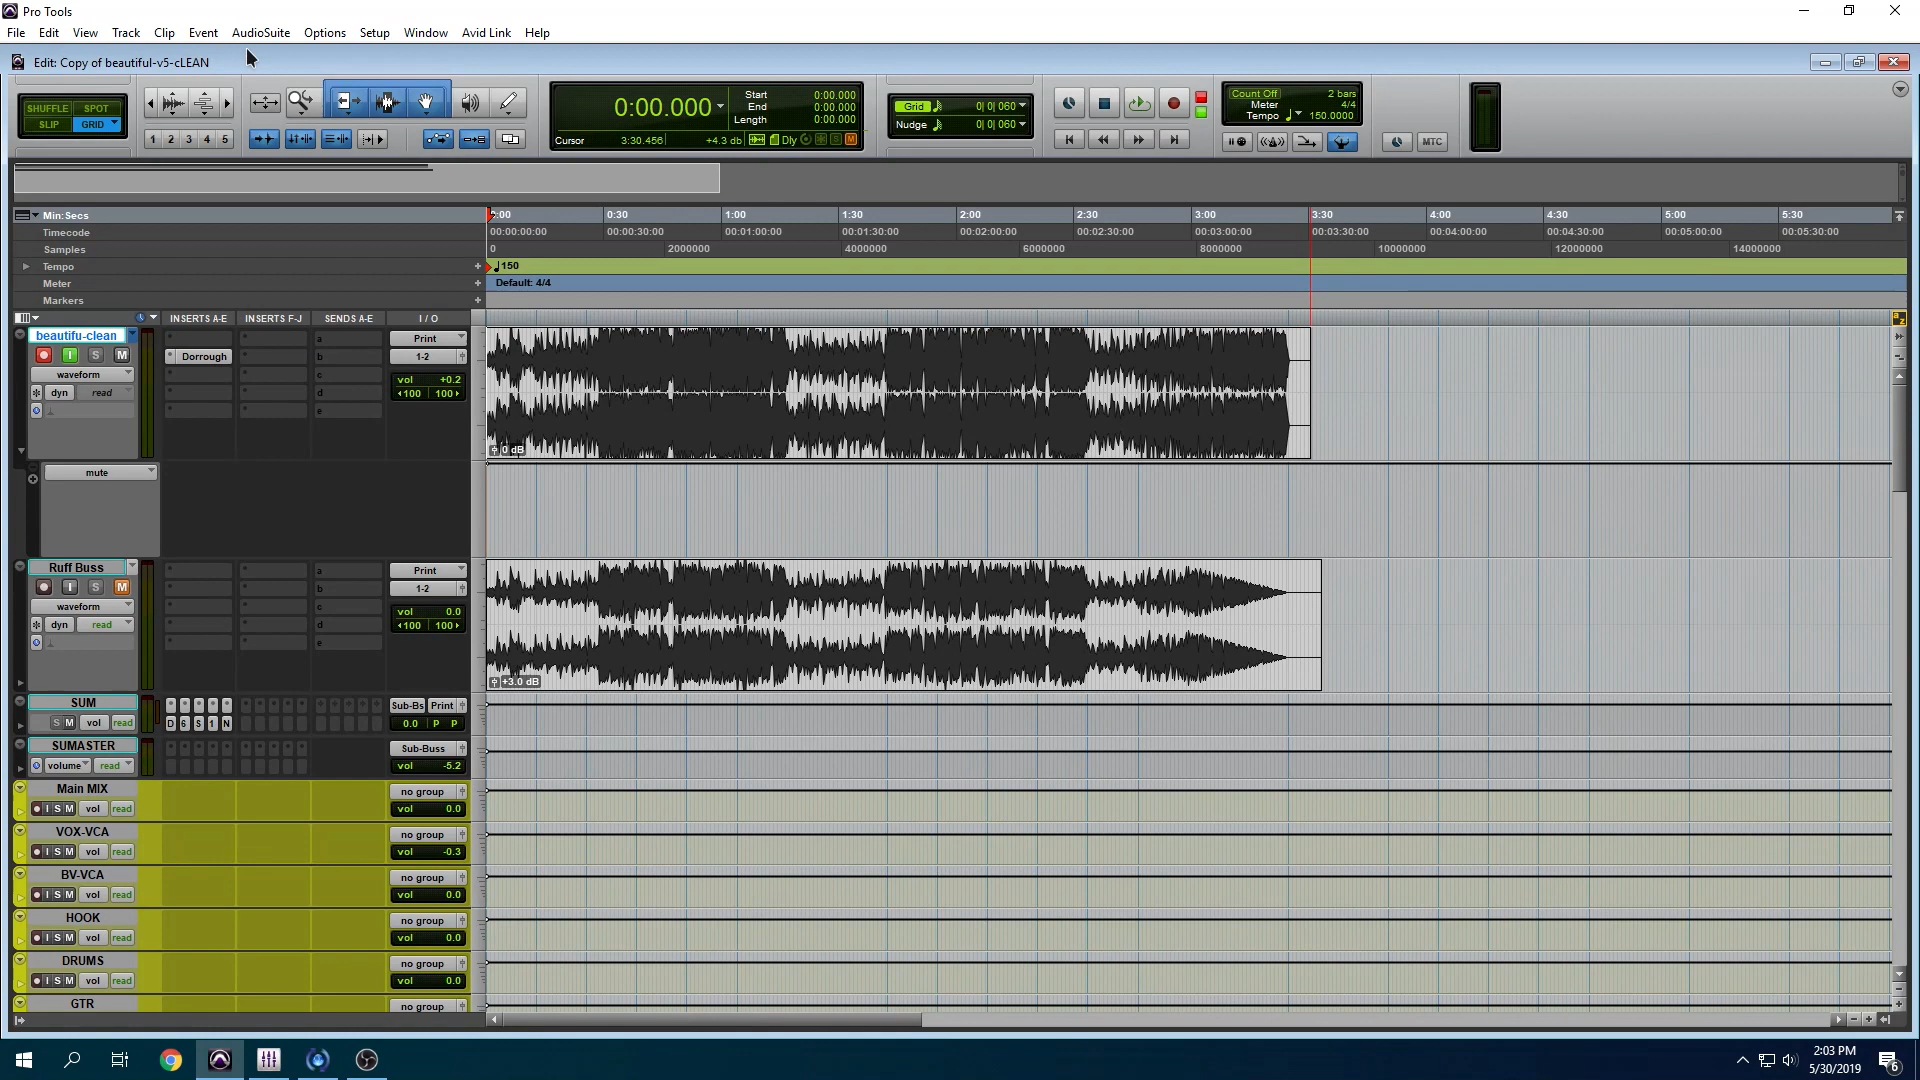 Pro Tools
File Edit View Track Clip Event AudioSuite Options Setup Window Avid Link Help
Edit: Copy of beautiful-v5-cLEAN
SHUFFLE SPOT
SLIP GRID
1 2 3 4 5
0:00.000
Start 0:00.000
End 0:00.000
Length 0:00.000
Cursor 3:30.456 +4.3 db Dly S M
Grid 0| 0| 060
Nudge 0| 0| 060
Count Off 2 bars
Meter 4/4
Tempo 150.0000
MTC
Min:Secs 0:30 1:00 1:30 2:00 2:30 3:00 3:30 4:00 4:30 5:00 5:30
Timecode 00:00:00:00 00:00:30:00 00:01:00:00 00:01:30:00 00:02:00:00 00:02:30:00 00:03:00:00 00:03:30:00 00:04:00:00 00:04:30:00 00:05:00:00 00:05:30:00
Samples 0 2000000 4000000 6000000 8000000 10000000 12000000 14000000
Tempo 150
Meter Default: 4/4
Markers
INSERTS A-E INSERTS F-J SENDS A-E I / O
beautifu-clean a Print
I S M Dorrough b 1-2
waveform c vol +0.2
dyn read d 100 100
e
0 dB
mute
Ruff Buss a Print
I S M b 1-2
waveform c vol 0.0
dyn read d 100 100
e
+3.0 dB
SUM Sub-Bs Print
S M vol read D 6 S 1 N 0.0 P P
SUMASTER Sub-Buss
volume read vol -5.2
Main MIX no group
I S M vol read vol 0.0
VOX-VCA no group
I S M vol read vol -0.3
BV-VCA no group
I S M vol read vol 0.0
HOOK no group
I S M vol read vol 0.0
DRUMS no group
I S M vol read vol 0.0
GTR no group
2:03 PM
5/30/2019
6